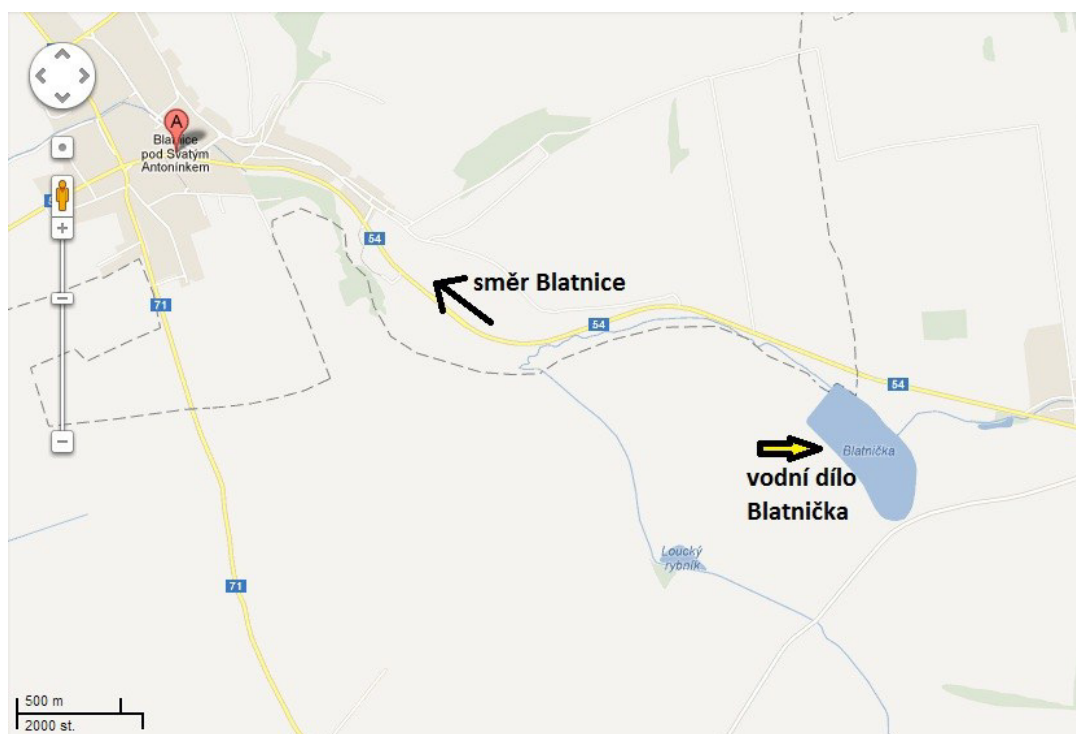 A
Blatnice
pod Svatým
Antonínkem
54
směr Blatnice
71
54
54
Blatnička
vodní dílo
Blatnička
Loucký
rybník
71
500 m
2000 st.